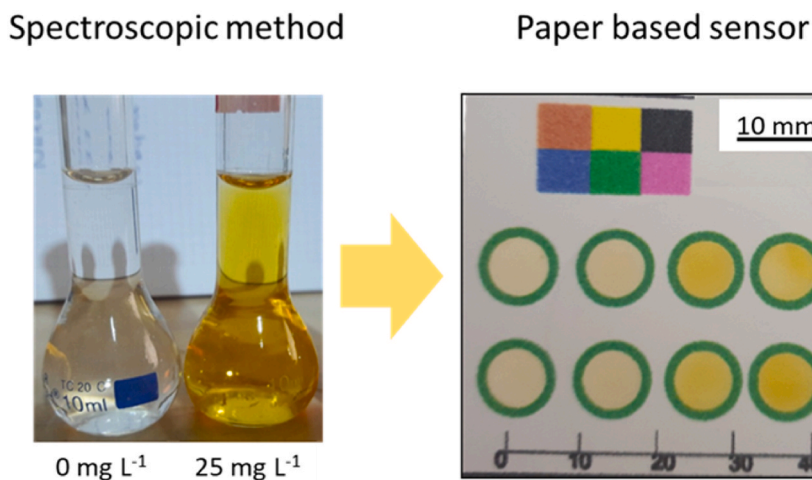 Spectroscopic method
Paper based sensor
10 mm
TC 20 C
10ml
0 mg L⁻¹
25 mg L⁻¹
0 10 20 30